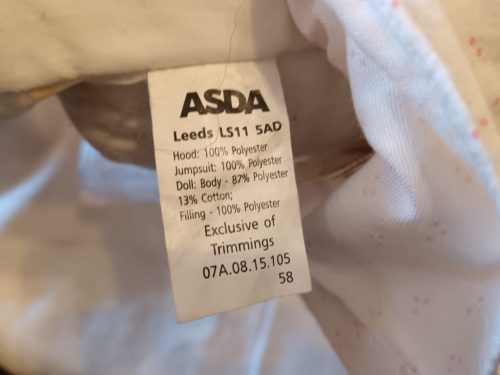 ASDA
Leeds LS11 5AD
Hood: 100% Polyester
Jumpsuit: 100% Polyester
Doll: Body - 87% Polyester
13% Cotton;
Filling - 100% Polyester
Exclusive of
Trimmings
07A.08.15.105
58